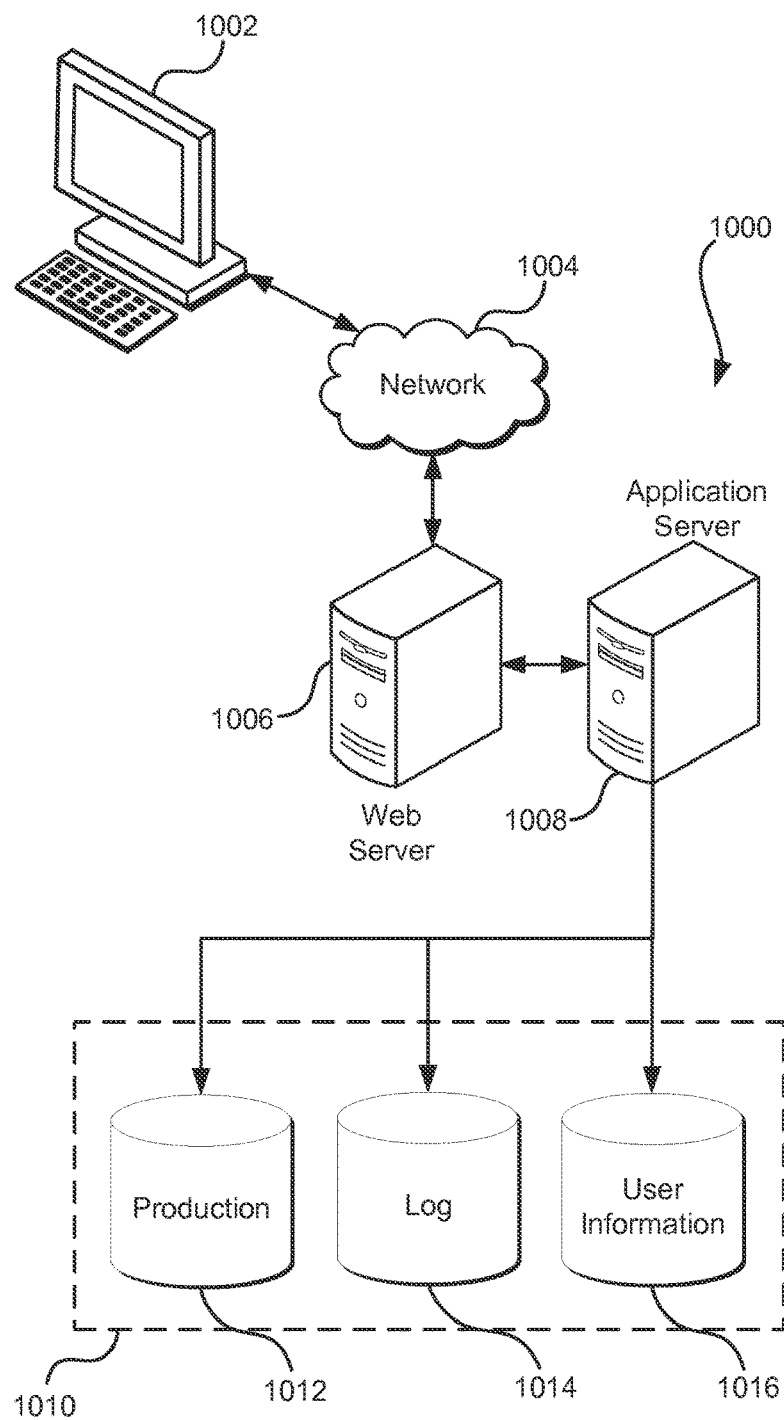 1002
1000
1004
Network
Application
Server
1006
Web
Server
1008
Production
Log
User
Information
1010
1012
1014
1016